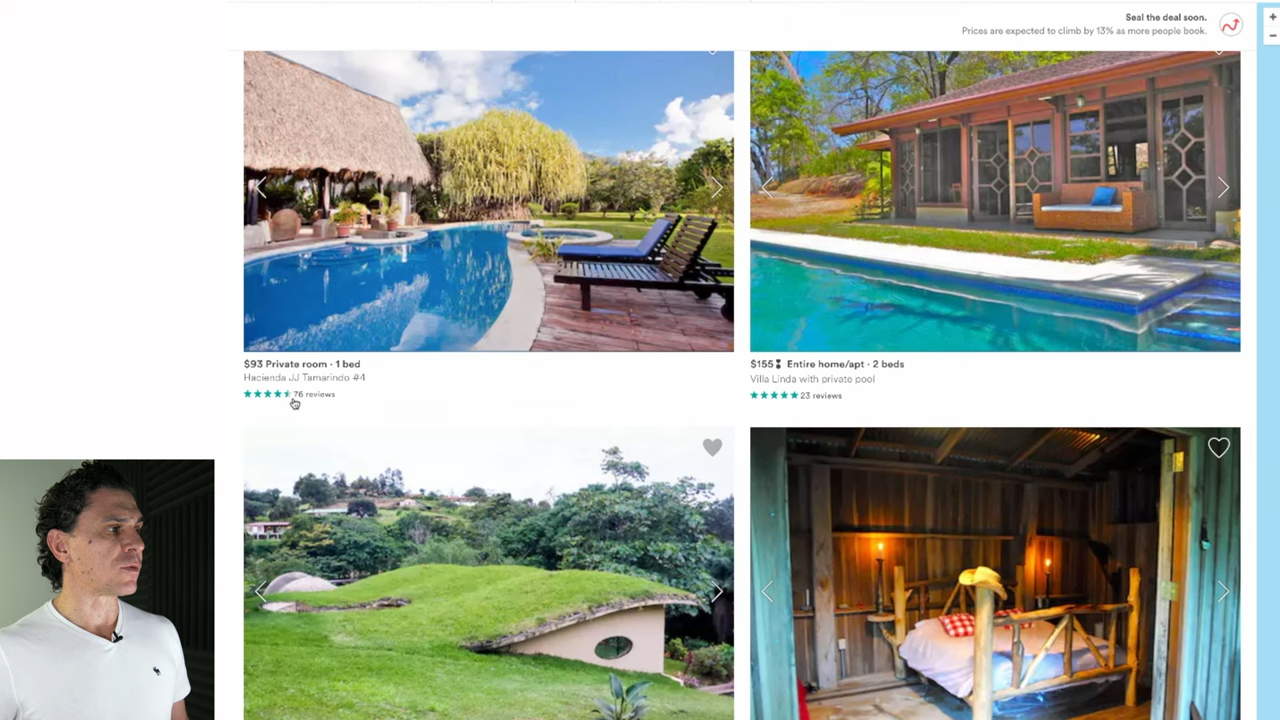 Seal the deal soon.
Prices are expected to climb by 13% as more people book.
$93 Private room · 1 bed
Hacienda JJ Tamarindo #4
76 reviews
$155 Entire home/apt · 2 beds
Villa Linda with private pool
23 reviews